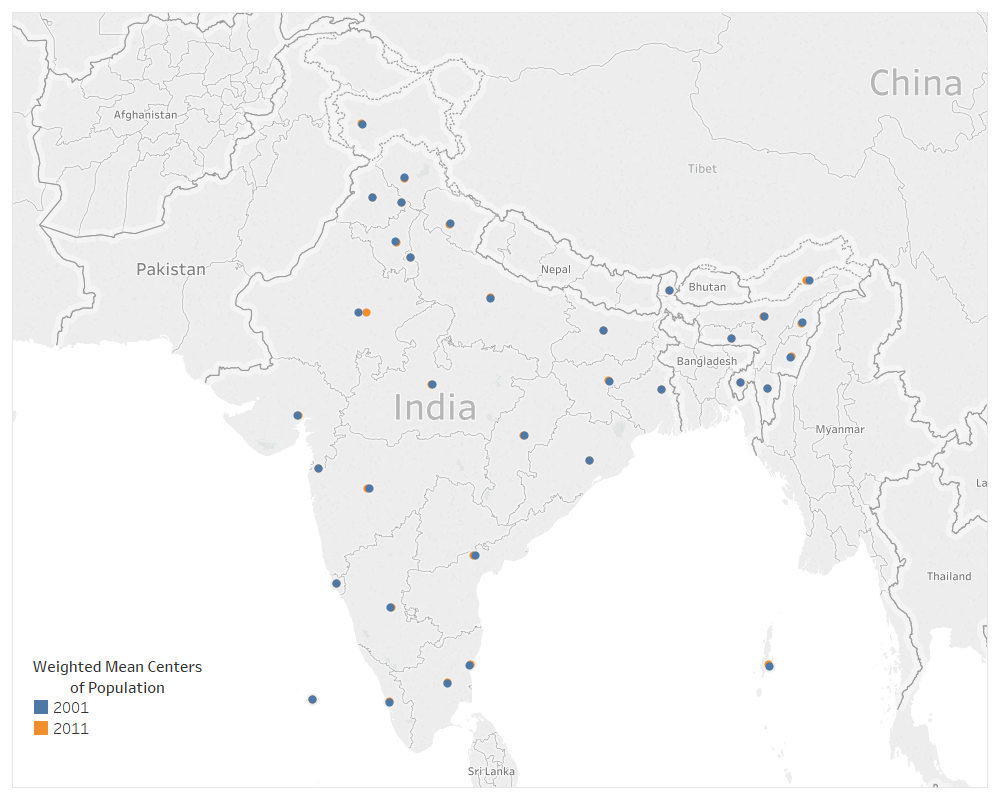 China
Afghanistan
Tibet
Pakistan
Nepal
Bhutan
Bangladesh
India
Myanmar
La
Thailand
Weighted Mean Centers
of Population
2001
2011
Sri Lanka